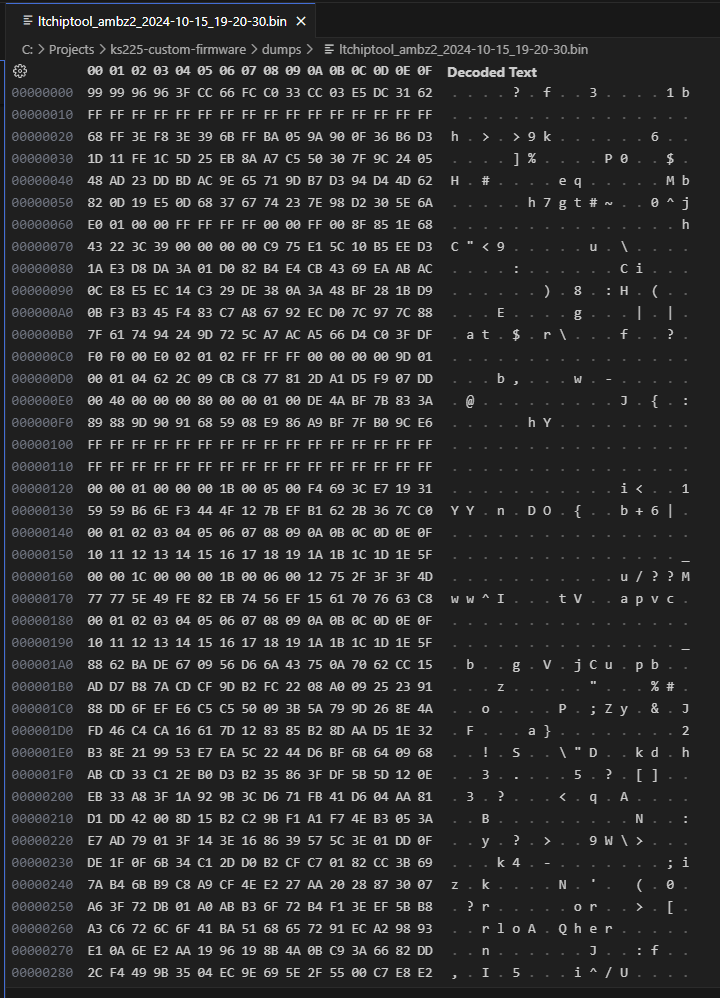 ltchiptool_ambz2_2024-10-15_19-20-30.bin ×
C: > Projects > ks225-custom-firmware > dumps > ltchiptool_ambz2_2024-10-15_19-20-30.bin
00 01 02 03 04 05 06 07 08 09 0A 0B 0C 0D 0E 0F Decoded Text
00000000 99 99 96 96 3F CC 66 FC C0 33 CC 03 E5 DC 31 62 . . . . ? . f . . 3 . . . . 1 b
00000010 FF FF FF FF FF FF FF FF FF FF FF FF FF FF FF FF . . . . . . . . . . . . . . . .
00000020 68 FF 3E F8 3E 39 6B FF BA 05 9A 90 0F 36 B6 D3 h . > . > 9 k . . . . . . 6 . .
00000030 1D 11 FE 1C 5D 25 EB 8A A7 C5 50 30 7F 9C 24 05 . . . . ] % . . . . P 0 . . $ .
00000040 48 AD 23 DD BD AC 9E 65 71 9D B7 D3 94 D4 4D 62 H . # . . . . e q . . . . . M b
00000050 82 0D 19 E5 0D 68 37 67 74 23 7E 98 D2 30 5E 6A . . . . . h 7 g t # ~ . . 0 ^ j
00000060 E0 01 00 00 FF FF FF FF 00 00 FF 00 8F 85 1E 68 . . . . . . . . . . . . . . . h
00000070 43 22 3C 39 00 00 00 00 C9 75 E1 5C 10 B5 EE D3 C " < 9 . . . . . u . \ . . . .
00000080 1A E3 D8 DA 3A 01 D0 82 B4 E4 CB 43 69 EA AB AC . . . . : . . . . . . C i . . .
00000090 0C E8 E5 EC 14 C3 29 DE 38 0A 3A 48 BF 28 1B D9 . . . . . . ) . 8 . : H . ( . .
000000A0 0B F3 B3 45 F4 83 C7 A8 67 92 EC D0 7C 97 7C 88 . . . E . . . . g . . . | . | .
000000B0 7F 61 74 94 24 9D 72 5C A7 AC A5 66 D4 C0 3F DF . a t . $ . r \ . . . f . . ? .
000000C0 F0 F0 00 E0 02 01 02 FF FF FF 00 00 00 00 9D 01 . . . . . . . . . . . . . . . .
000000D0 00 01 04 62 2C 09 CB C8 77 81 2D A1 D5 F9 07 DD . . . b , . . . w . - . . . . .
000000E0 00 40 00 00 00 80 00 00 01 00 DE 4A BF 7B 83 3A . @ . . . . . . . . . J . { . :
000000F0 89 88 9D 90 91 68 59 08 E9 86 A9 BF 7F B0 9C E6 . . . . . h Y . . . . . . . . .
00000100 FF FF FF FF FF FF FF FF FF FF FF FF FF FF FF FF . . . . . . . . . . . . . . . .
00000110 FF FF FF FF FF FF FF FF FF FF FF FF FF FF FF FF . . . . . . . . . . . . . . . .
00000120 00 00 01 00 00 00 1B 00 05 00 F4 69 3C E7 19 31 . . . . . . . . . . . i < . . 1
00000130 59 59 B6 6E F3 44 4F 12 7B EF B1 62 2B 36 7C C0 Y Y . n . D O . { . . b + 6 | .
00000140 00 01 02 03 04 05 06 07 08 09 0A 0B 0C 0D 0E 0F . . . . . . . . . . . . . . . .
00000150 10 11 12 13 14 15 16 17 18 19 1A 1B 1C 1D 1E 5F . . . . . . . . . . . . . . . _
00000160 00 00 1C 00 00 00 1B 00 06 00 12 75 2F 3F 3F 4D . . . . . . . . . . . u / ? ? M
00000170 77 77 5E 49 FE 82 EB 74 56 EF 15 61 70 76 63 C8 w w ^ I . . . t V . . a p v c .
00000180 00 01 02 03 04 05 06 07 08 09 0A 0B 0C 0D 0E 0F . . . . . . . . . . . . . . . .
00000190 10 11 12 13 14 15 16 17 18 19 1A 1B 1C 1D 1E 5F . . . . . . . . . . . . . . . _
000001A0 88 62 BA DE 67 09 56 D6 6A 43 75 0A 70 62 CC 15 . b . . g . V . j C u . p b . .
000001B0 AD D7 B8 7A CD CF 9D B2 FC 22 08 A0 09 25 23 91 . . . z . . . . . " . . . % # .
000001C0 88 DD 6F EF E6 C5 C5 50 09 3B 5A 79 9D 26 8E 4A . . o . . . . P . ; Z y . & . J
000001D0 FD 46 C4 CA 16 61 7D 12 83 85 B2 8D AA D5 1E 32 . F . . . a } . . . . . . . . 2
000001E0 B3 8E 21 99 53 E7 EA 5C 22 44 D6 BF 6B 64 09 68 . . ! . S . . \ " D . . k d . h
000001F0 AB CD 33 C1 2E B0 D3 B2 35 86 3F DF 5B 5D 12 0E . . 3 . . . . . 5 . ? . [ ] . .
00000200 EB 33 A8 3F 1A 92 9B 3C D6 71 FB 41 D6 04 AA 81 . 3 . ? . . . < . q . A . . . .
00000210 D1 DD 42 00 8D 15 B2 C2 9B F1 A1 F7 4E B3 05 3A . . B . . . . . . . . . N . . :
00000220 E7 AD 79 01 3F 14 3E 16 86 39 57 5C 3E 01 DD 0F . . y . ? . > . . 9 W \ > . . .
00000230 DE 1F 0F 6B 34 C1 2D D0 B2 CF C7 01 82 CC 3B 69 . . . k 4 . - . . . . . . . ; i
00000240 7A B4 6B B9 C8 A9 CF 4E E2 27 AA 20 28 87 30 07 z . k . . . . N . ' .   ( . 0 .
00000250 A6 3F 72 DB 01 A0 AB B3 6F 72 B4 F1 3E EF 5B B8 . ? r . . . . . o r . . > . [ .
00000260 A3 C6 72 6C 6F 41 BA 51 68 65 72 91 EC A2 98 93 . . r l o A . Q h e r . . . . .
00000270 E1 0A 6E E2 AA 19 96 19 8B 4A 0B C9 3A 66 82 DD . . n . . . . . . J . . : f . .
00000280 2C F4 49 9B 35 04 EC 9E 69 5E 2F 55 00 C7 E8 E2 , . I . 5 . . . i ^ / U . . . .